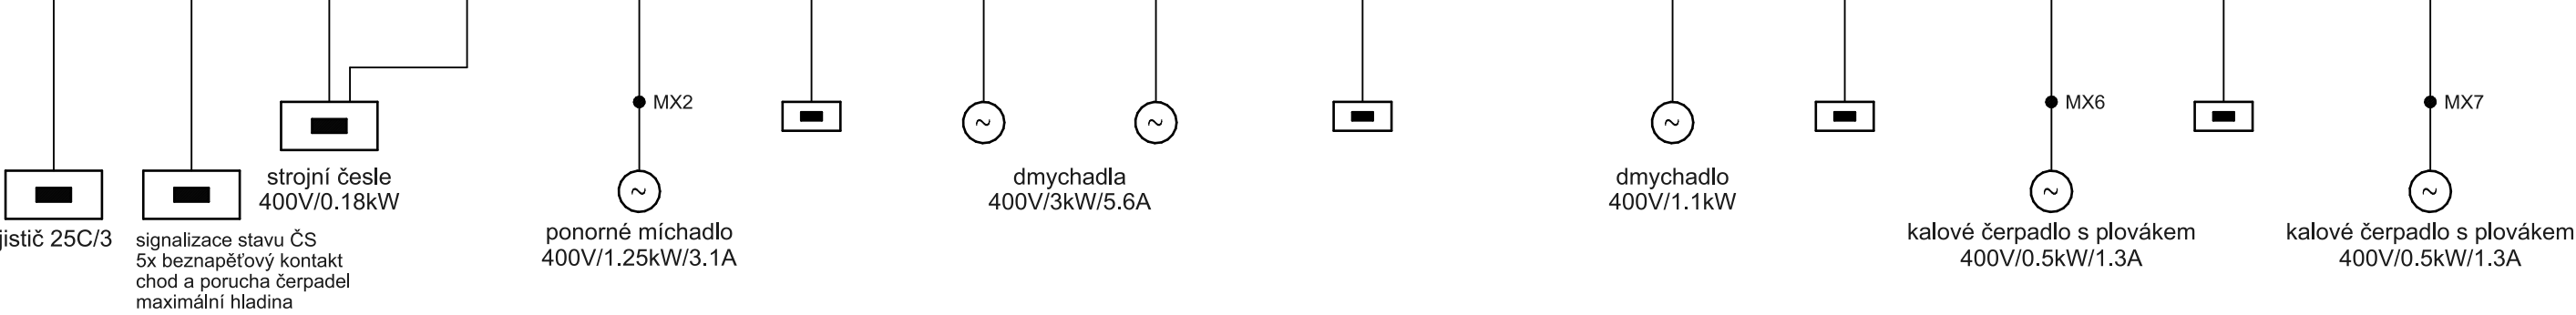 MX2
MX6
MX7
strojní česle
400V/0.18kW
dmychadla
400V/3kW/5.6A
dmychadlo
400V/1.1kW
jistič 25C/3
signalizace stavu ČS
5x beznapěťový kontakt
chod a porucha čerpadel
maximální hladina
ponorné míchadlo
400V/1.25kW/3.1A
kalové čerpadlo s plovákem
400V/0.5kW/1.3A
kalové čerpadlo s plovákem
400V/0.5kW/1.3A